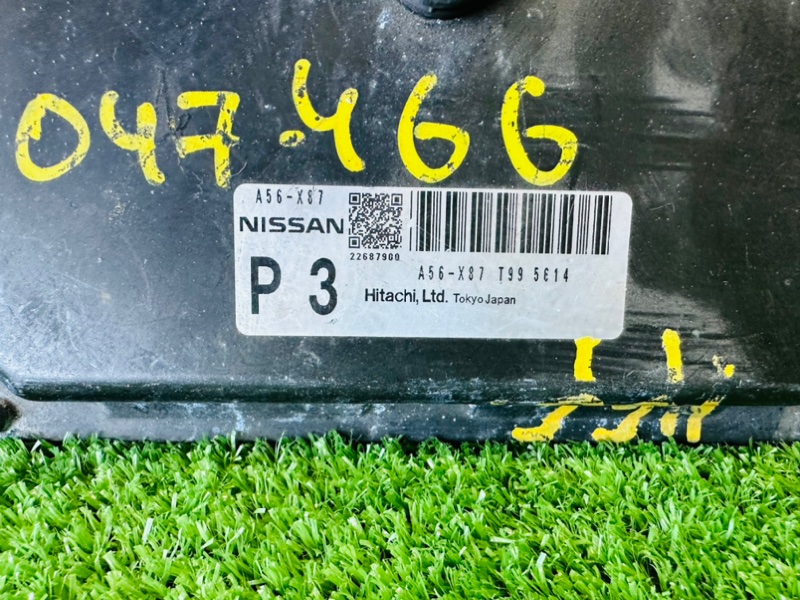 047.466
A56-X87
NISSAN
22687900
A56-X87 T99 5614
P 3
Hitachi, Ltd. Tokyo Japan